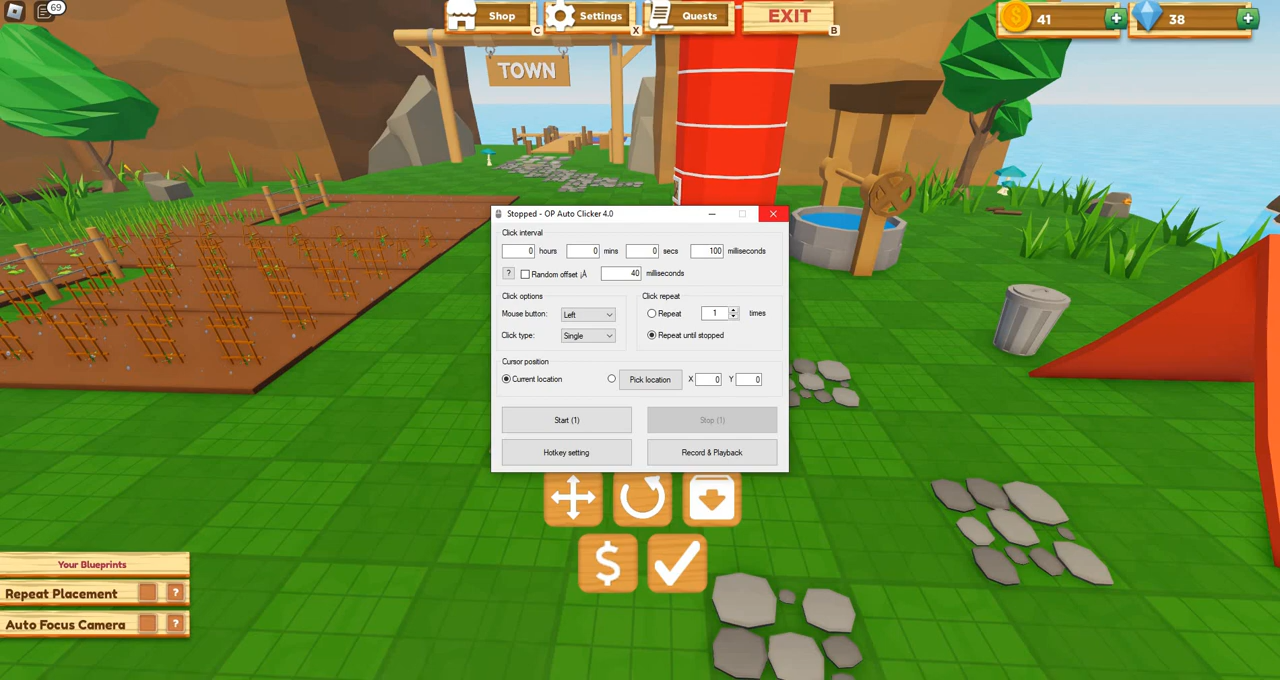 69
Shop
C
Settings
X
Quests
EXIT
B
41
38
TOWN
Stopped - OP Auto Clicker 4.0
Click interval
0 hours 0 mins 0 secs 100 milliseconds
? Random offset ¡À 40 milliseconds
Click options
Mouse button: Left
Click type: Single
Click repeat
Repeat 1 times
Repeat until stopped
Cursor position
Current location Pick location X 0 Y 0
Start (1) Stop (1)
Hotkey setting Record & Playback
$
Your Blueprints
Repeat Placement ?
Auto Focus Camera ?